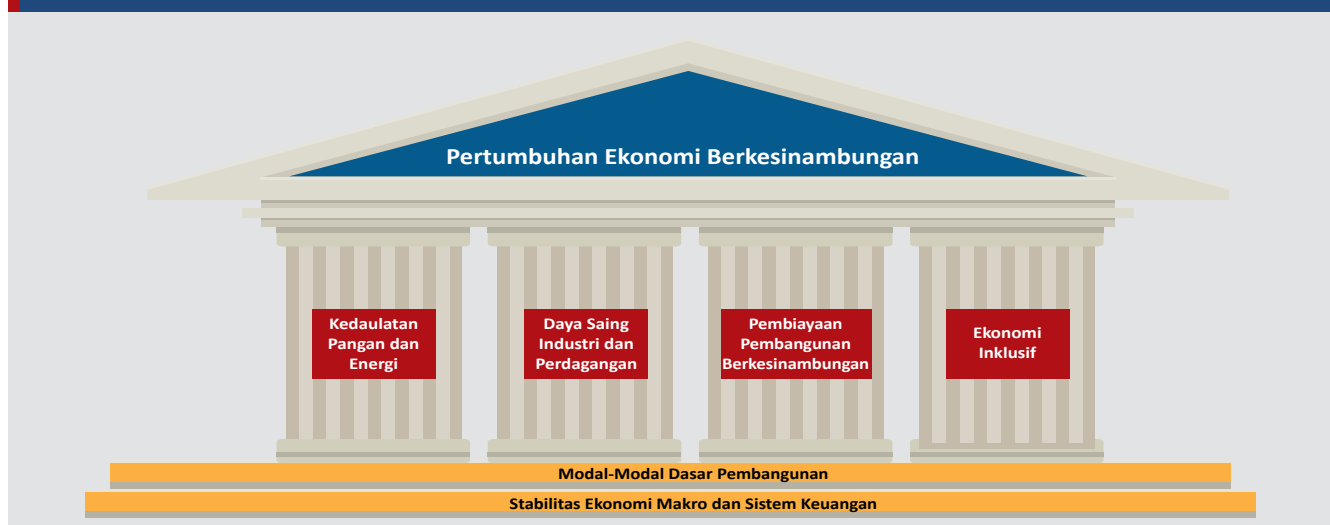 Pertumbuhan Ekonomi Berkesinambungan
Kedaulatan
Pangan dan
Energi
Daya Saing
Industri dan
Perdagangan
Pembiayaan
Pembangunan
Berkesinambungan
Ekonomi
Inklusif
Modal-Modal Dasar Pembangunan
Stabilitas Ekonomi Makro dan Sistem Keuangan